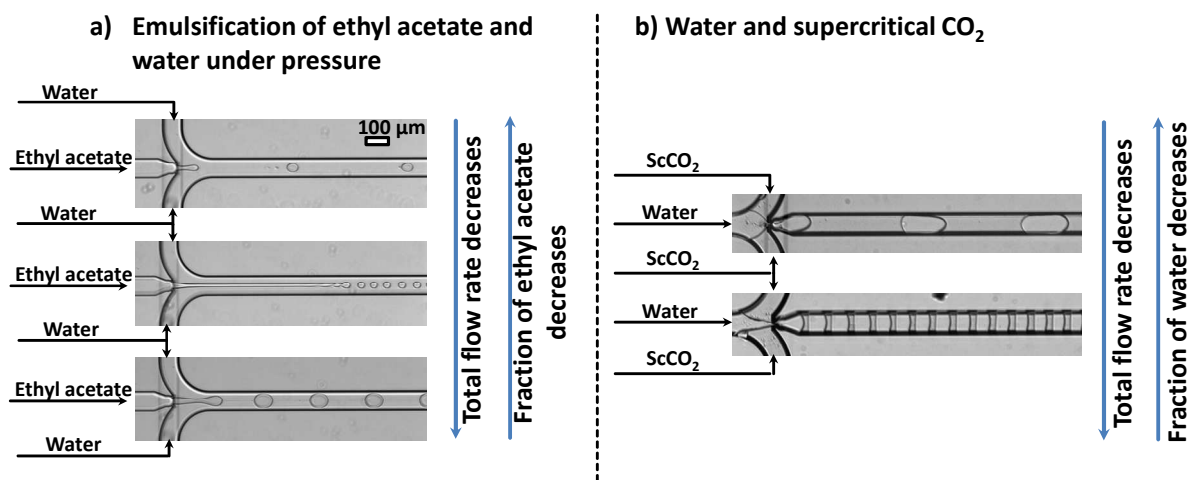 a) Emulsification of ethyl acetate and
water under pressure
Water
100 µm
Ethyl acetate
Water
Ethyl acetate
Water
Ethyl acetate
Water
Total flow rate decreases
Fraction of ethyl acetate
decreases
b) Water and supercritical CO₂
ScCO₂
Water
ScCO₂
Water
ScCO₂
Total flow rate decreases
Fraction of water decreases